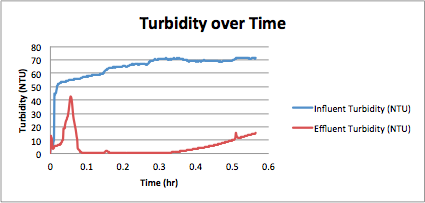 Turbidity over Time
Turbidity (NTU)
80
70
60
50
40
30
20
10
0
0 0.1 0.2 0.3 0.4 0.5 0.6
Time (hr)
Influent Turbidity (NTU)
Effluent Turbidity (NTU)